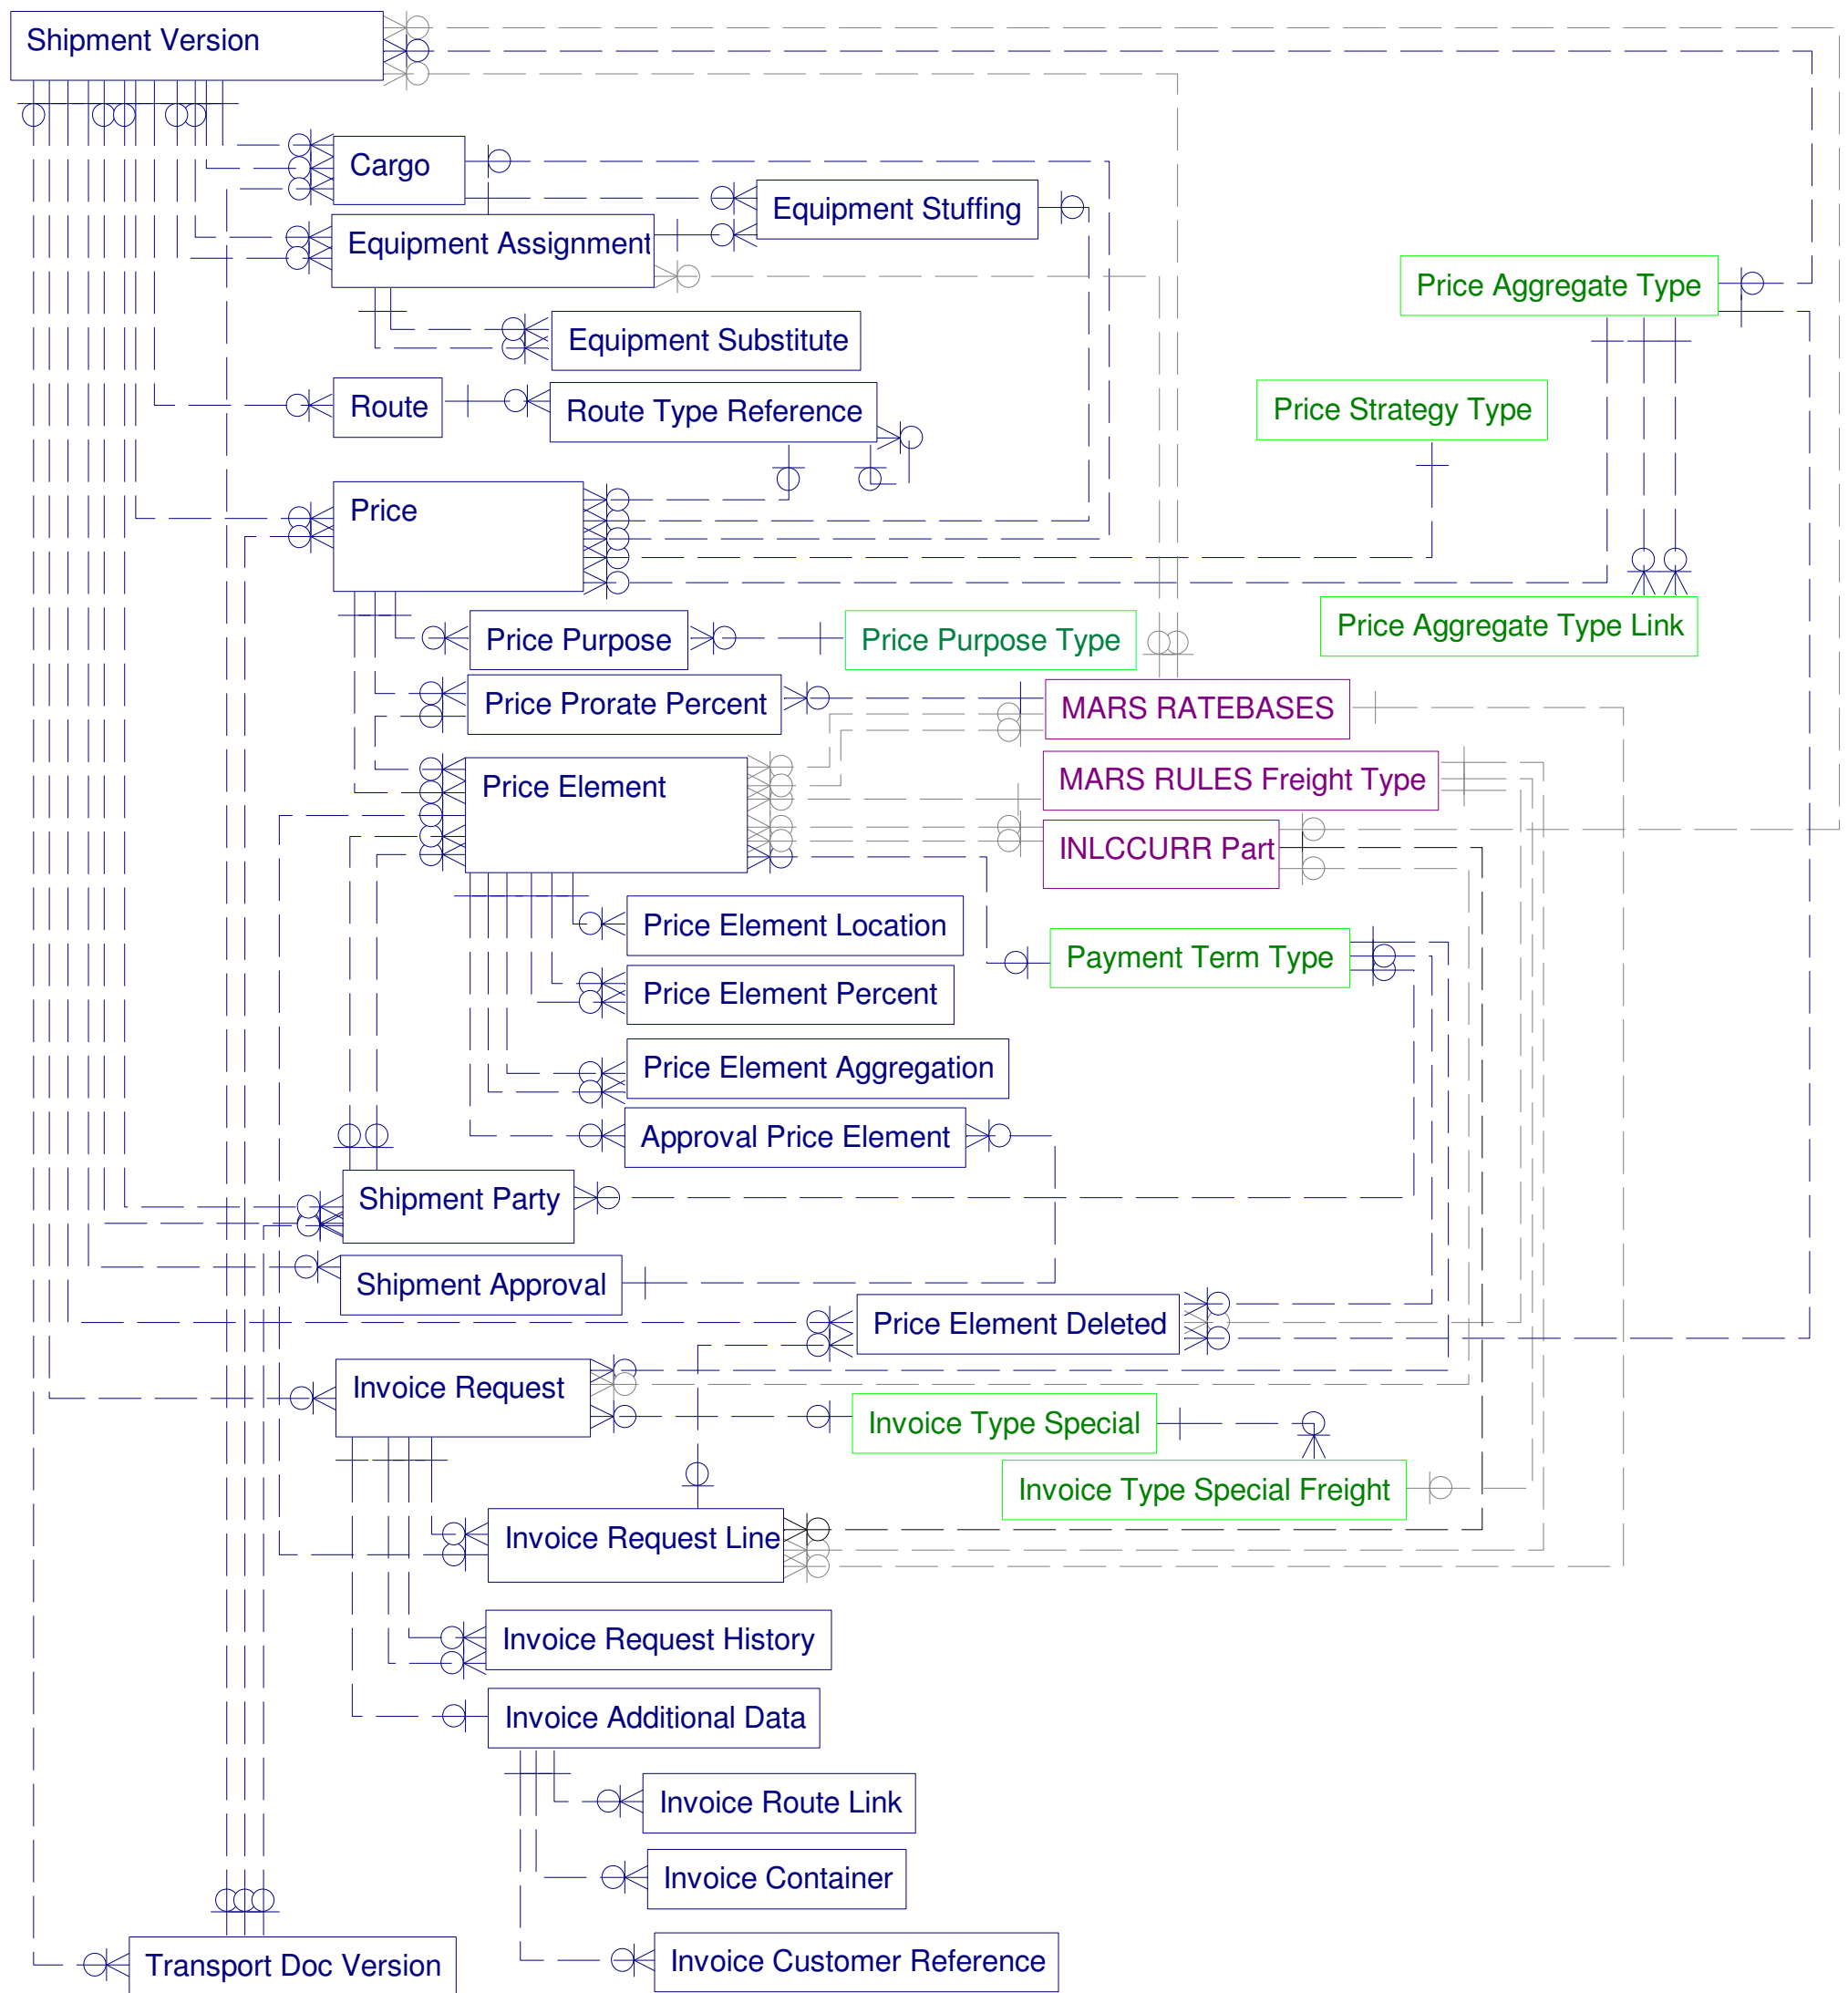 Shipment Version
Cargo
Equipment Stuffing
Equipment Assignment
Price Aggregate Type
Equipment Substitute
Route
Route Type Reference
Price Strategy Type
Price
Price Purpose
Price Purpose Type
Price Aggregate Type Link
Price Prorate Percent
MARS RATEBASES
Price Element
MARS RULES Freight Type
INLCCURR Part
Price Element Location
Payment Term Type
Price Element Percent
Price Element Aggregation
Approval Price Element
Shipment Party
Shipment Approval
Price Element Deleted
Invoice Request
Invoice Type Special
Invoice Type Special Freight
Invoice Request Line
Invoice Request History
Invoice Additional Data
Invoice Route Link
Invoice Container
Invoice Customer Reference
Transport Doc Version